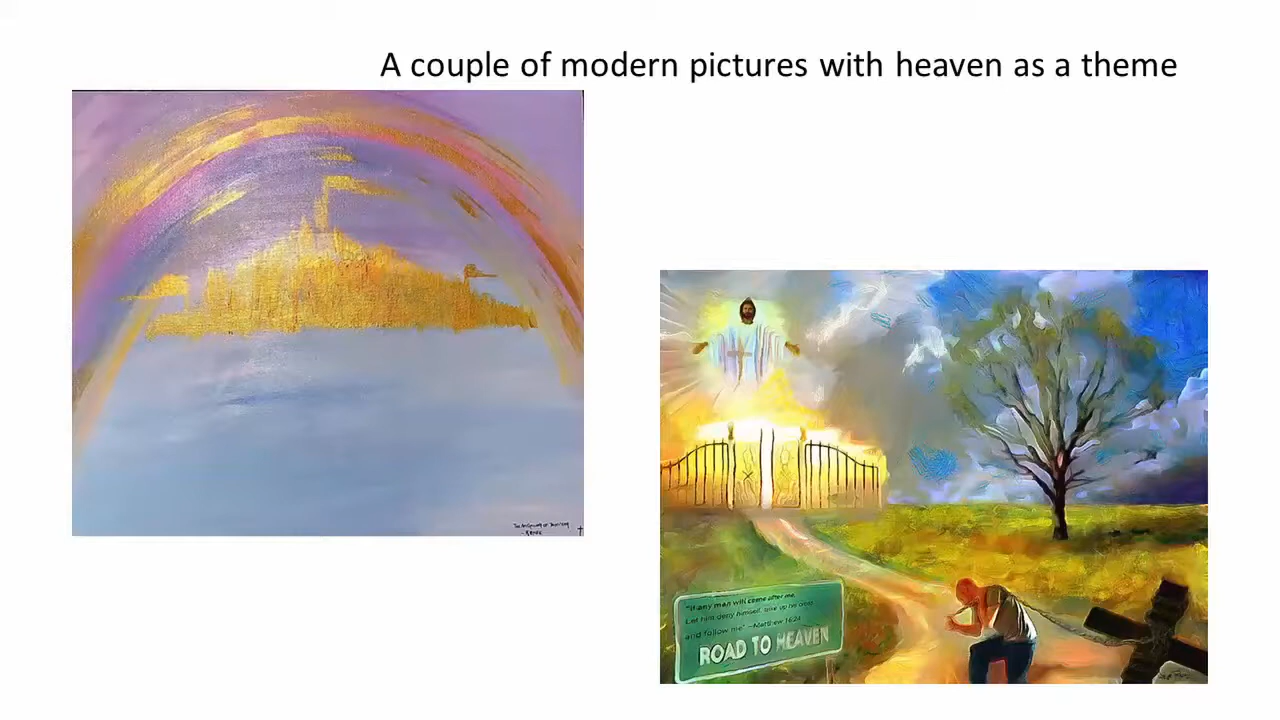 A couple of modern pictures with heaven as a theme
"If any man will come after me,
Let him deny himself, take up his cross
and follow me" —Matthew 16:24
ROAD TO HEAVEN